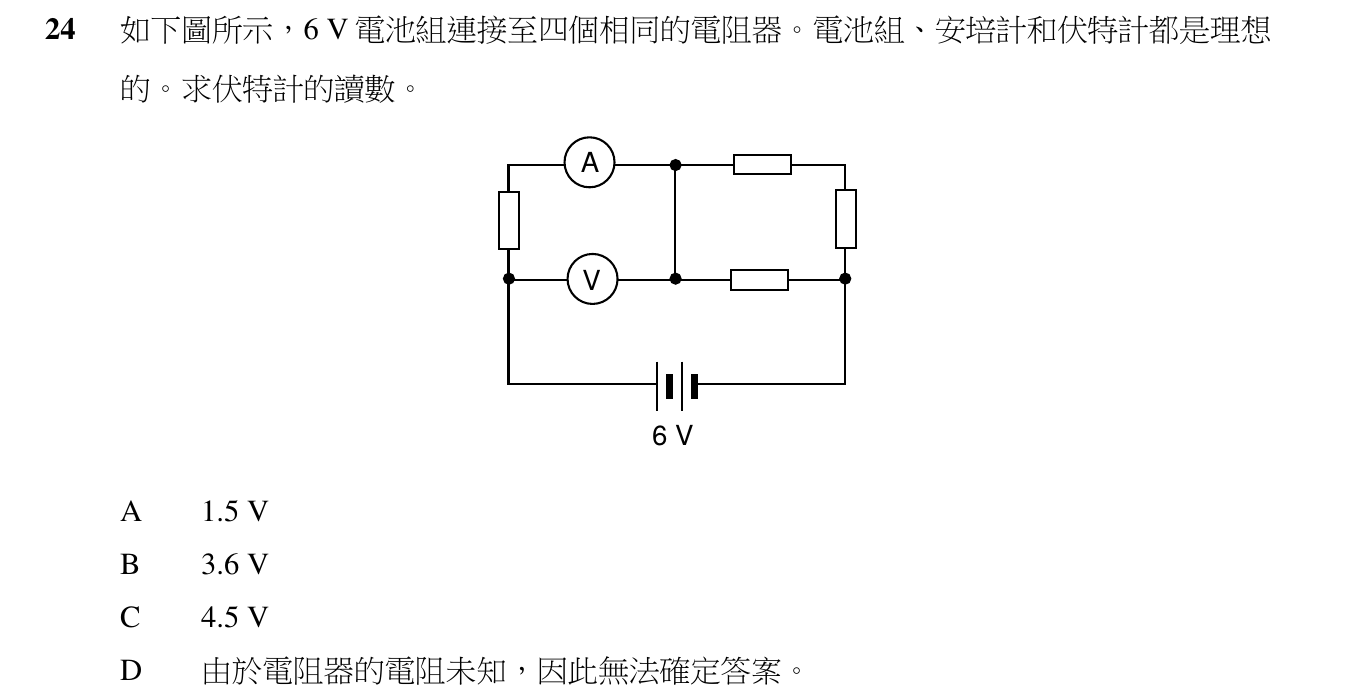 24 如下圖所示，6 V 電池組連接至四個相同的電阻器。電池組、安培計和伏特計都是理想
的。求伏特計的讀數。
A
V
6 V
A 1.5 V
B 3.6 V
C 4.5 V
D 由於電阻器的電阻未知，因此無法確定答案。